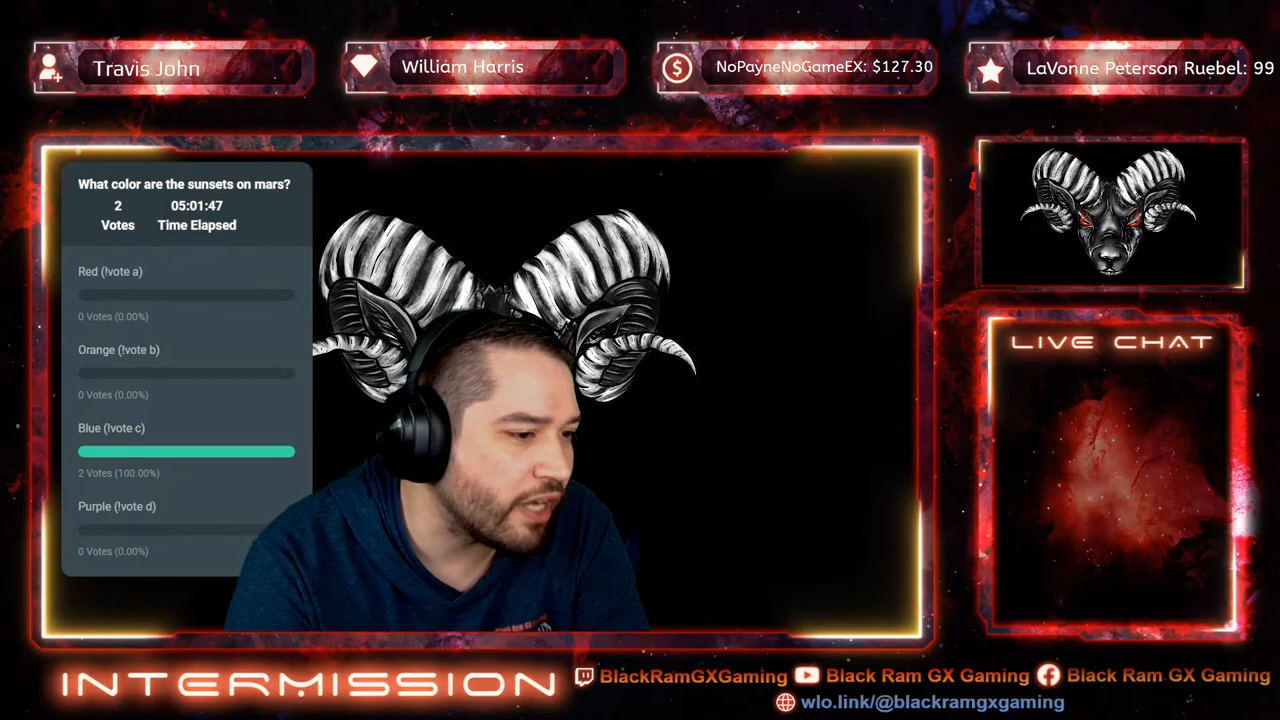 Travis John
William Harris
NoPayneNoGameEX: $127.30
LaVonne Peterson Ruebel: 99
What color are the sunsets on mars?
2 05:01:47
Votes Time Elapsed
Red (!vote a)
0 Votes (0.00%)
Orange (!vote b)
0 Votes (0.00%)
Blue (!vote c)
2 Votes (100.00%)
Purple (!vote d)
0 Votes (0.00%)
LIVE CHAT
INTERMISSION
BlackRamGXGaming
Black Ram GX Gaming
Black Ram GX Gaming
wlo.link/@blackramgxgaming